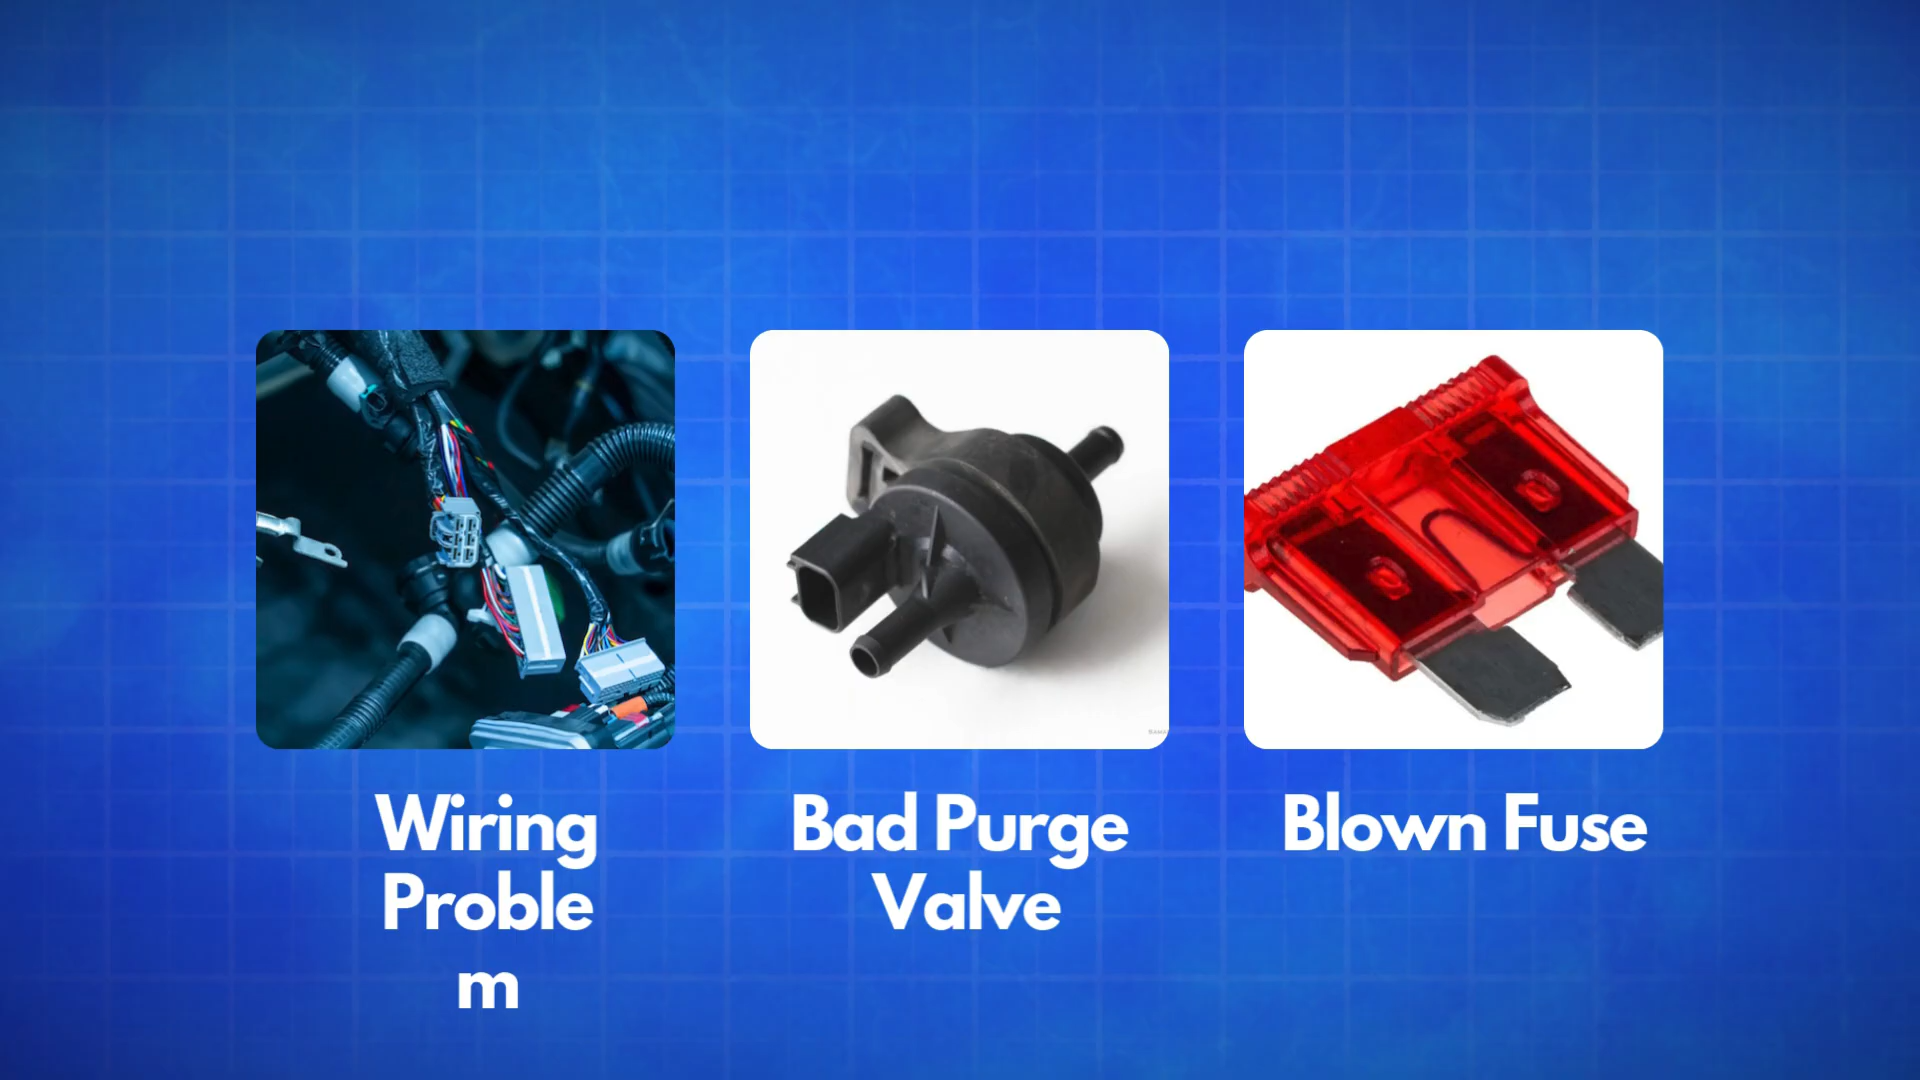 Wiring
Proble
m
Bad Purge
Valve
Blown Fuse